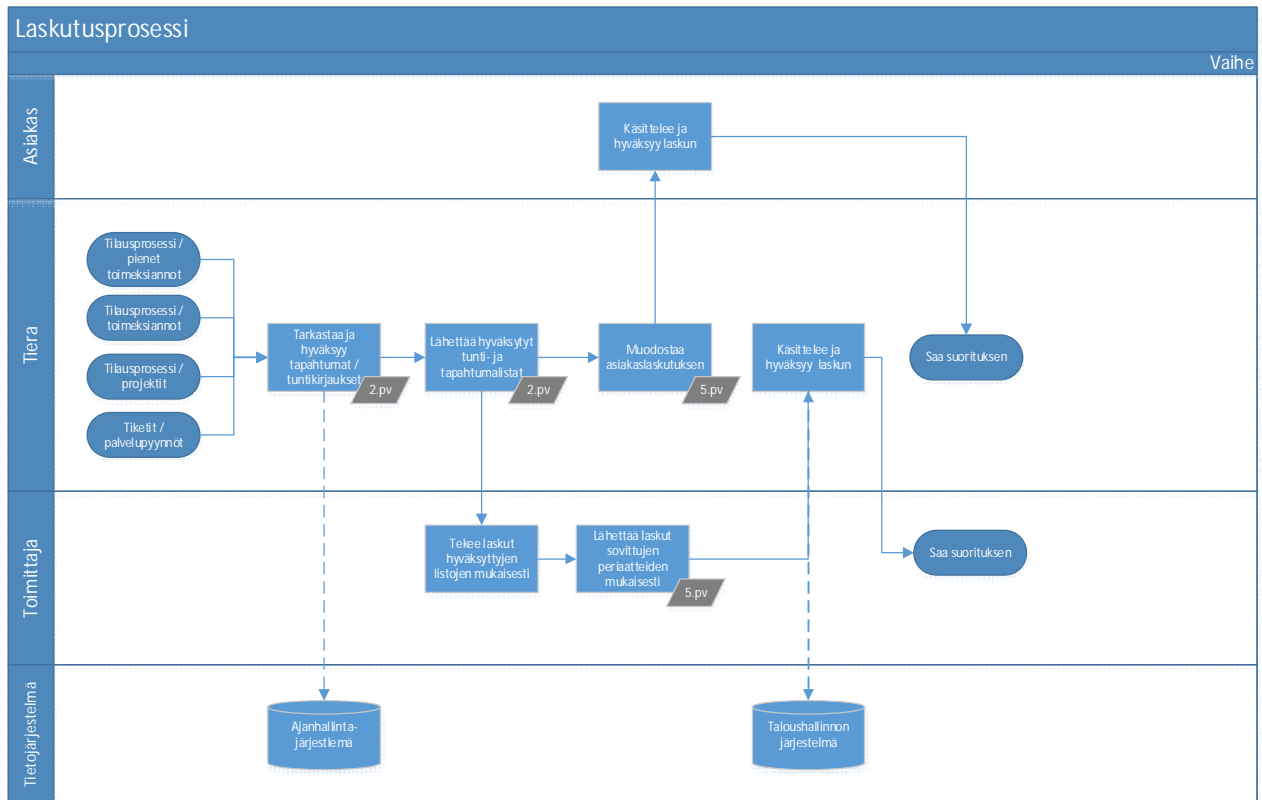 Laskutusprosessi
Vaihe
Asiakas
Käsittelee ja
hyväksyy laskun
Tiera
Tilausprosessi /
pienet
toimeksiannot
Tilausprosessi /
toimeksiannot
Tilausprosessi /
projektit
Tiketit /
palvelupyynnöt
Tarkastaa ja
hyväksyy
tapahtumat /
tuntikirjaukset
2.pv
Lähettää hyväksytyt
tunti- ja
tapahtumalistat
2.pv
Muodostaa
asiakaslaskutuksen
5.pv
Käsittelee ja
hyväksyy laskun
Saa suorituksen
Toimittaja
Tekee laskut
hyväksyttyjen
listojen mukaisesti
Lähettää laskut
sovittujen
periaatteiden
mukaisesti
5.pv
Saa suorituksen
Tietojärjestelmä
Ajanhallinta-
järjestlemä
Taloushallinnon
järjestelmä